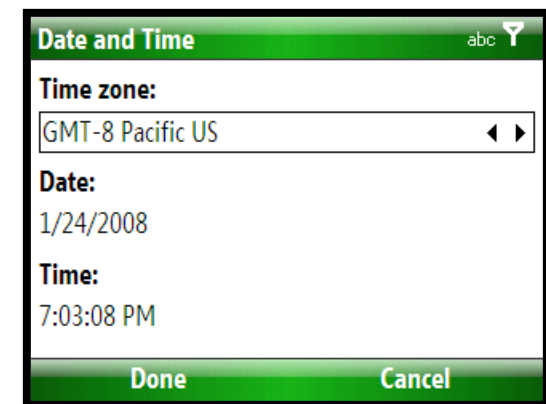 Date and Time abc
Time zone:
GMT-8 Pacific US
Date:
1/24/2008
Time:
7:03:08 PM
Done Cancel